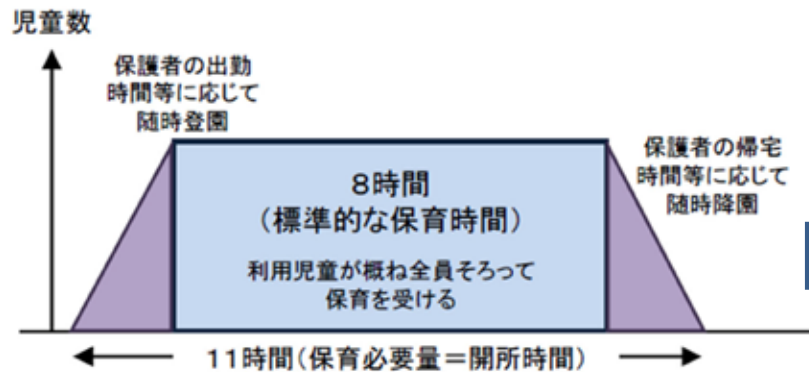 児童数
保護者の出勤
時間等に応じて
随時登園
保護者の帰宅
時間等に応じて
随時降園
8時間
（標準的な保育時間）
利用児童が概ね全員そろって
保育を受ける
11時間（保育必要量＝開所時間）